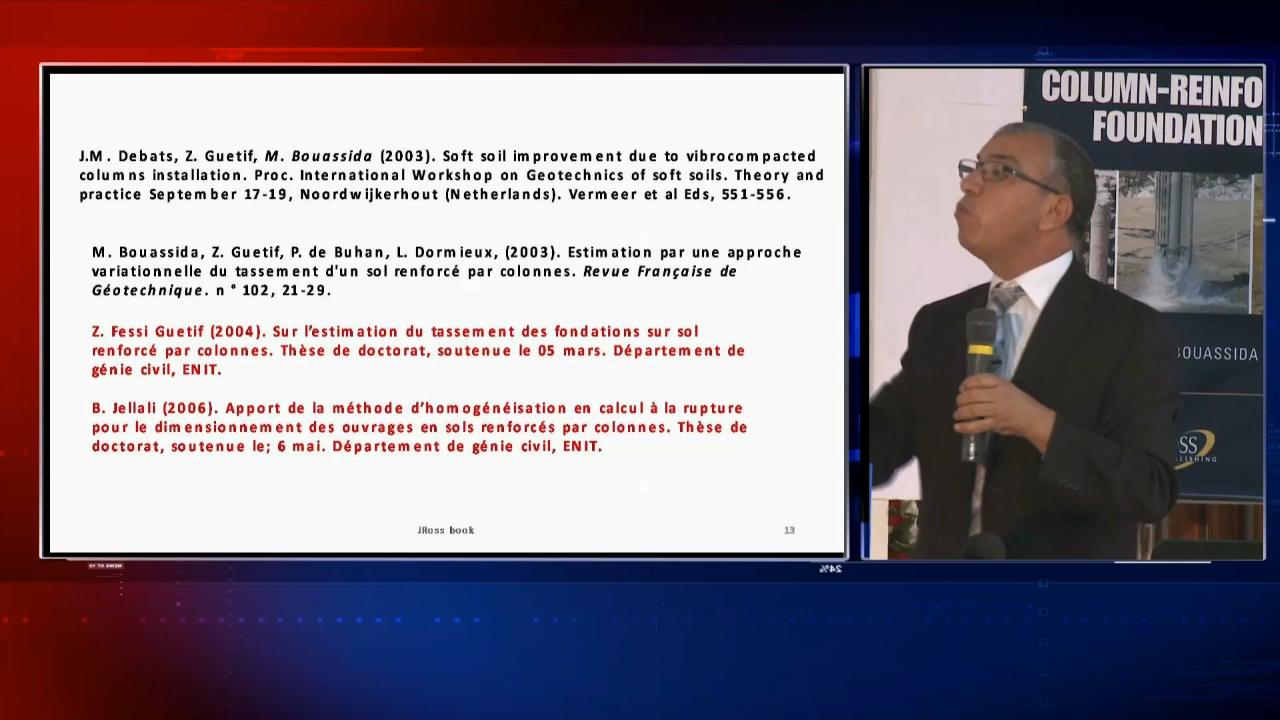 J.M. Debats, Z. Guetif, M. Bouassida (2003). Soft soil improvement due to vibrocompacted
columns installation. Proc. International Workshop on Geotechnics of soft soils. Theory and
practice September 17-19, Noordwijkerhout (Netherlands). Vermeer et al Eds, 551-556.
M. Bouassida, Z. Guetif, P. de Buhan, L. Dormieux, (2003). Estimation par une approche
variationnelle du tassement d'un sol renforcé par colonnes. Revue Française de
Géotechnique. n ° 102, 21-29.
Z. Fessi Guetif (2004). Sur l’estimation du tassement des fondations sur sol
renforcé par colonnes. Thèse de doctorat, soutenue le 05 mars. Département de
génie civil, ENIT.
B. Jellali (2006). Apport de la méthode d’homogénéisation en calcul à la rupture
pour le dimensionnement des ouvrages en sols renforcés par colonnes. Thèse de
doctorat, soutenue le; 6 mai. Département de génie civil, ENIT.
JRoss book
13
COLUMN-REINFO
FOUNDATION
BOUASSIDA
SS
LISHING
24%